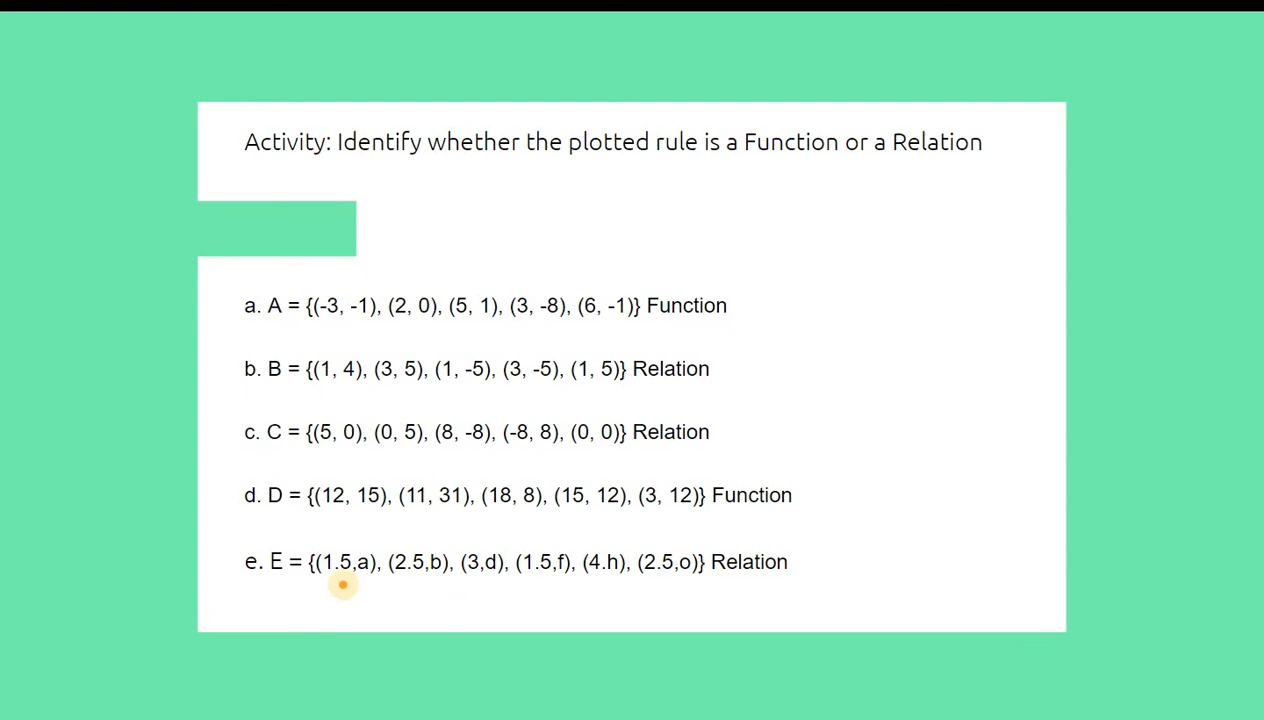 Activity: Identify whether the plotted rule is a Function or a Relation
a. A = {(-3, -1), (2, 0), (5, 1), (3, -8), (6, -1)} Function
b. B = {(1, 4), (3, 5), (1, -5), (3, -5), (1, 5)} Relation
c. C = {(5, 0), (0, 5), (8, -8), (-8, 8), (0, 0)} Relation
d. D = {(12, 15), (11, 31), (18, 8), (15, 12), (3, 12)} Function
e. E = {(1.5,a), (2.5,b), (3,d), (1.5,f), (4.h), (2.5,o)} Relation